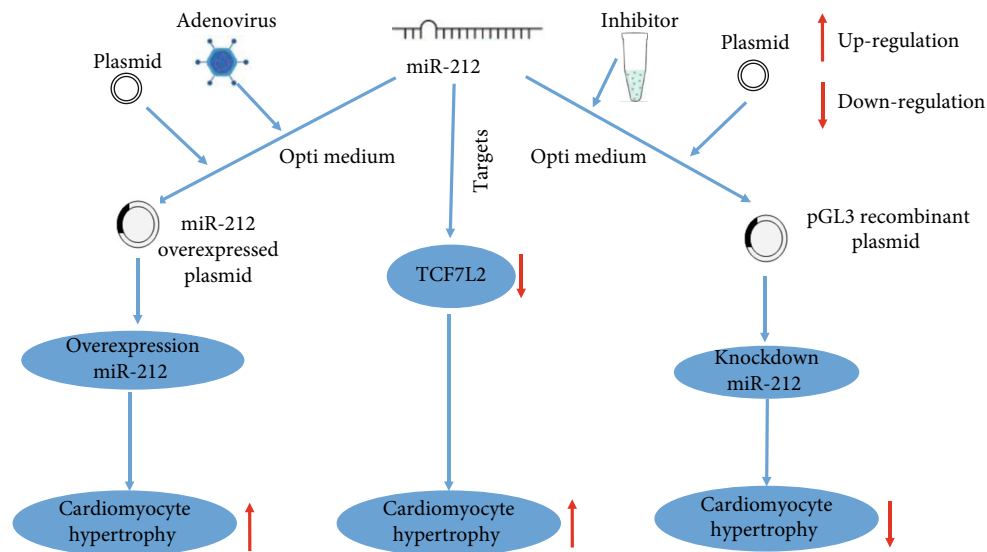 Adenovirus
Plasmid
miR-212
Inhibitor
Plasmid
Up-regulation
Down-regulation
Opti medium
Targets
Opti medium
miR-212
overexpressed
plasmid
TCF7L2
pGL3 recombinant
plasmid
Overexpression
miR-212
Knockdown
miR-212
Cardiomyocyte
hypertrophy
Cardiomyocyte
hypertrophy
Cardiomyocyte
hypertrophy